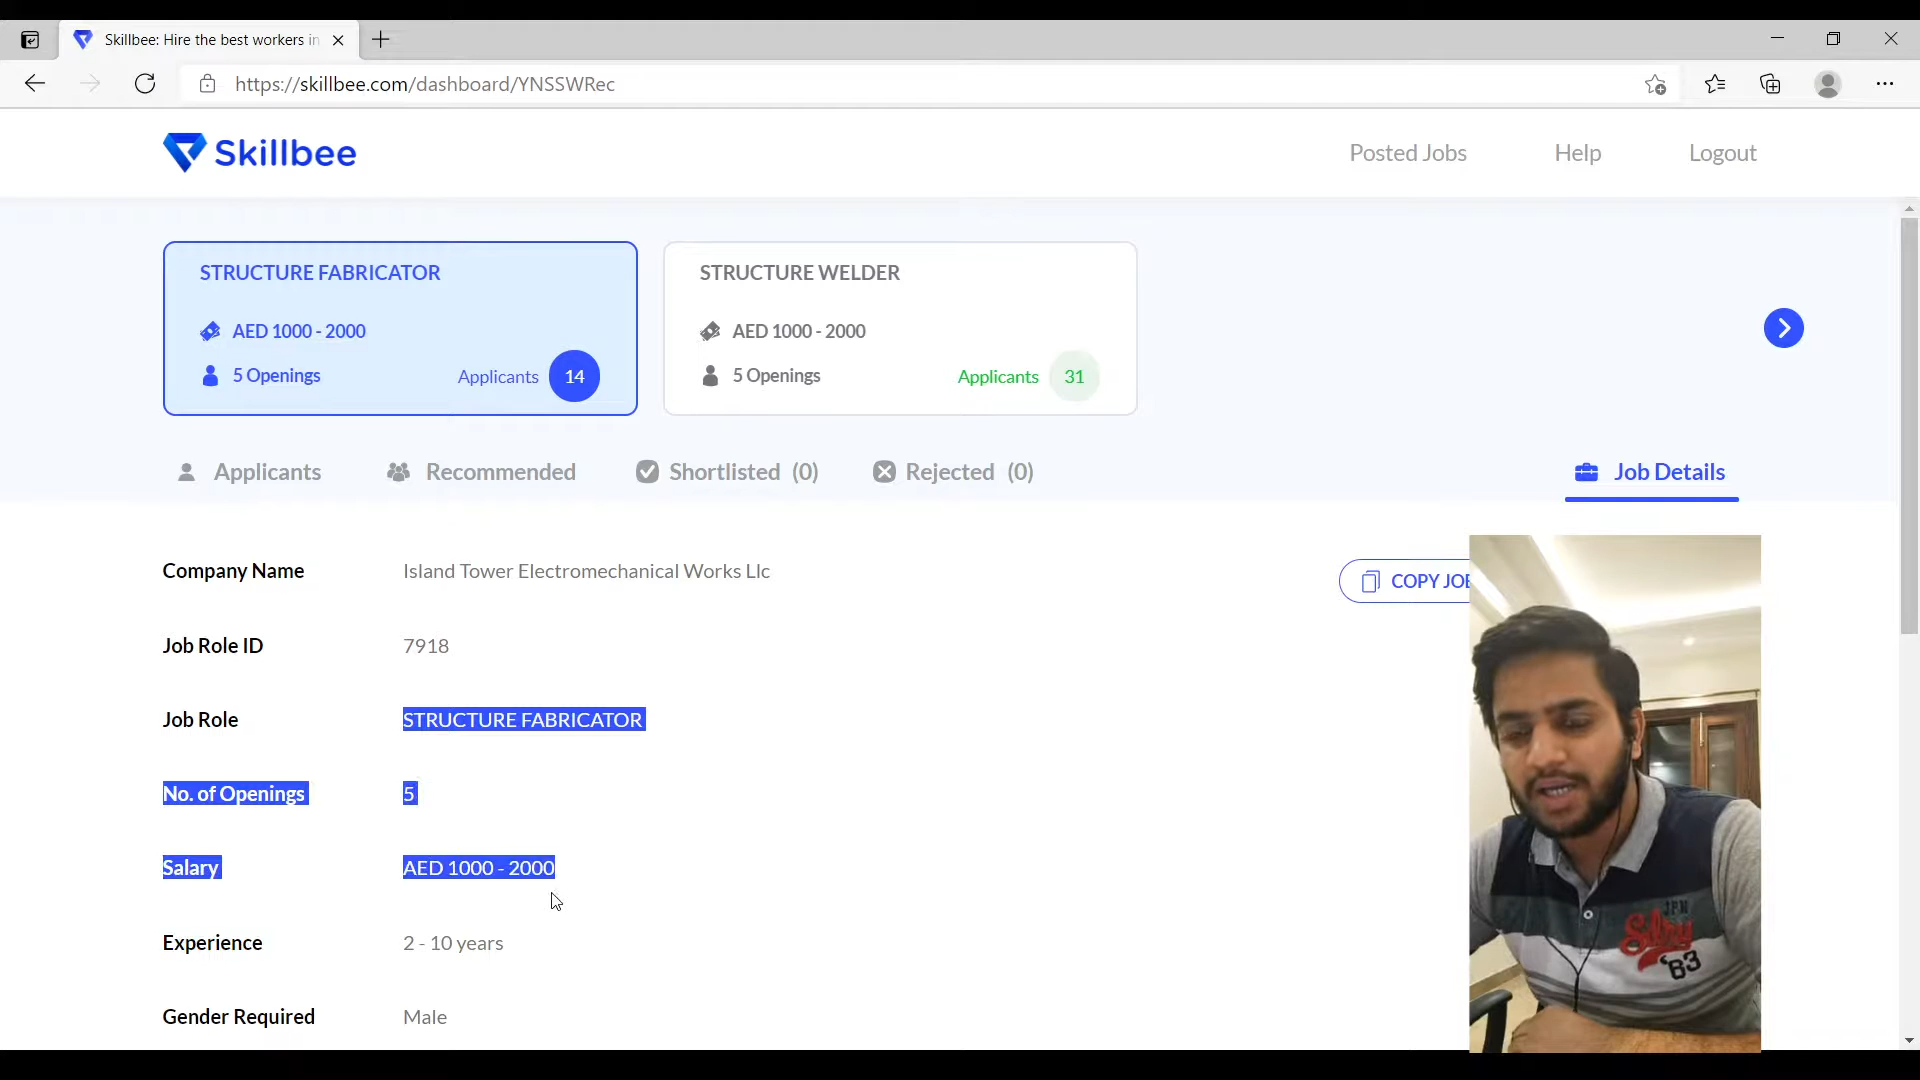 Skillbee: Hire the best workers in
https://skillbee.com/dashboard/YNSSWRec
Skillbee
Posted Jobs
Help
Logout
STRUCTURE FABRICATOR
AED 1000 - 2000
5 Openings
Applicants 14
STRUCTURE WELDER
AED 1000 - 2000
5 Openings
Applicants 31
Applicants
Recommended
Shortlisted (0)
Rejected (0)
Job Details
Company Name Island Tower Electromechanical Works Llc
COPY JOB
Job Role ID 7918
Job Role STRUCTURE FABRICATOR
No. of Openings 5
Salary AED 1000 - 2000
Experience 2 - 10 years
Gender Required Male
'83